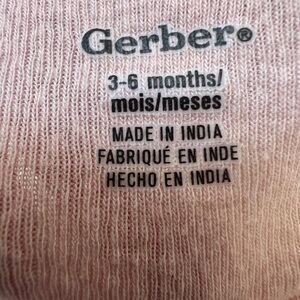 Gerber®
3-6 months/
mois/meses
MADE IN INDIA
FABRIQUÉ EN INDE
HECHO EN INDIA